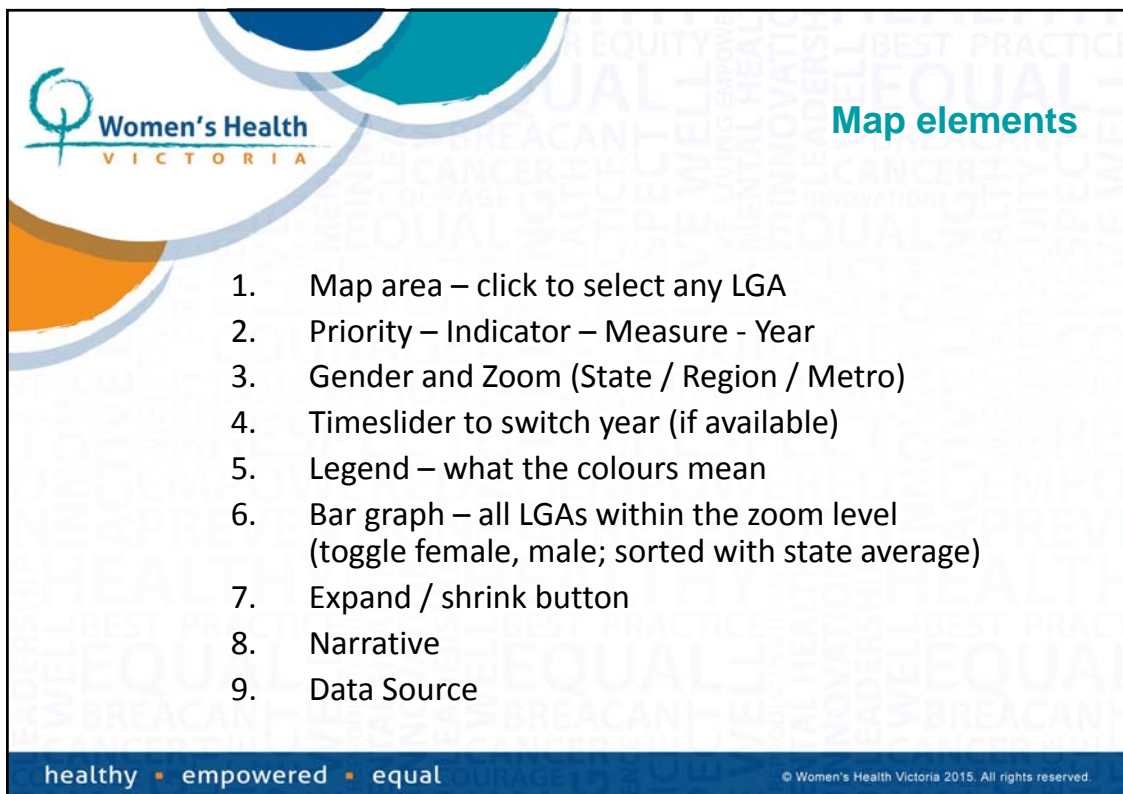 Women's Health
VICTORIA
Map elements
1. Map area – click to select any LGA
2. Priority – Indicator – Measure - Year
3. Gender and Zoom (State / Region / Metro)
4. Timeslider to switch year (if available)
5. Legend – what the colours mean
6. Bar graph – all LGAs within the zoom level
(toggle female, male; sorted with state average)
7. Expand / shrink button
8. Narrative
9. Data Source
healthy ▪ empowered ▪ equal
© Women's Health Victoria 2015. All rights reserved.